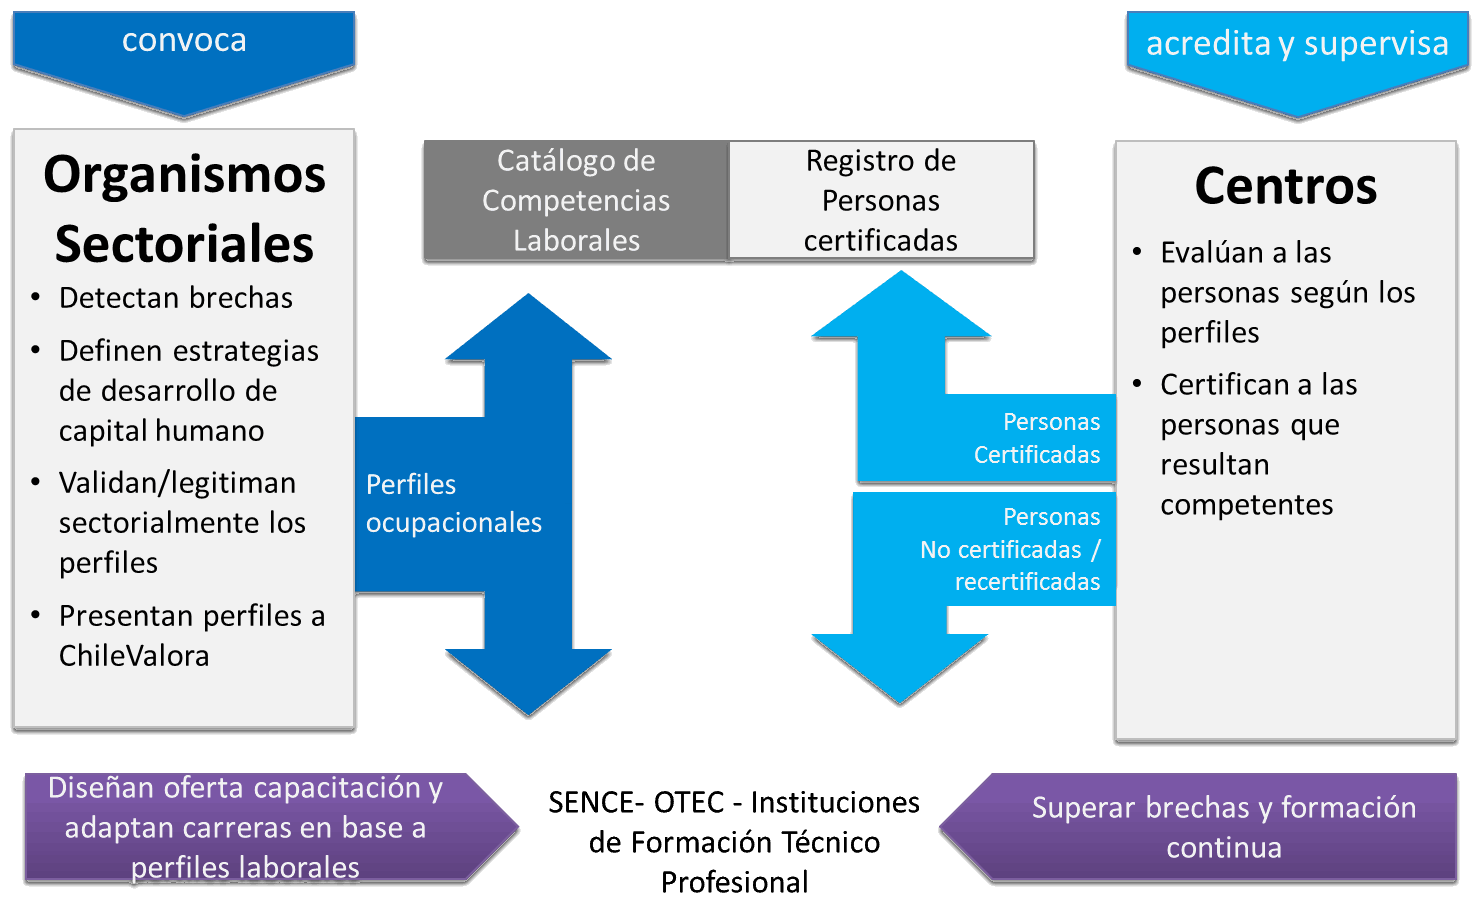 convoca
acredita y supervisa
Organismos
Sectoriales
• Detectan brechas
• Definen estrategias
de desarrollo de
capital humano
• Validan/legitiman
sectorialmente los
perfiles
• Presentan perfiles a
ChileValora
Catálogo de
Competencias
Laborales
Registro de
Personas
certificadas
Perfiles
ocupacionales
Personas
Certificadas
Personas
No certificadas /
recertificadas
Centros
• Evalúan a las
personas según los
perfiles
• Certifican a las
personas que
resultan
competentes
Diseñan oferta capacitación y
adaptan carreras en base a
perfiles laborales
SENCE- OTEC - Instituciones
de Formación Técnico
Profesional
Superar brechas y formación
continua